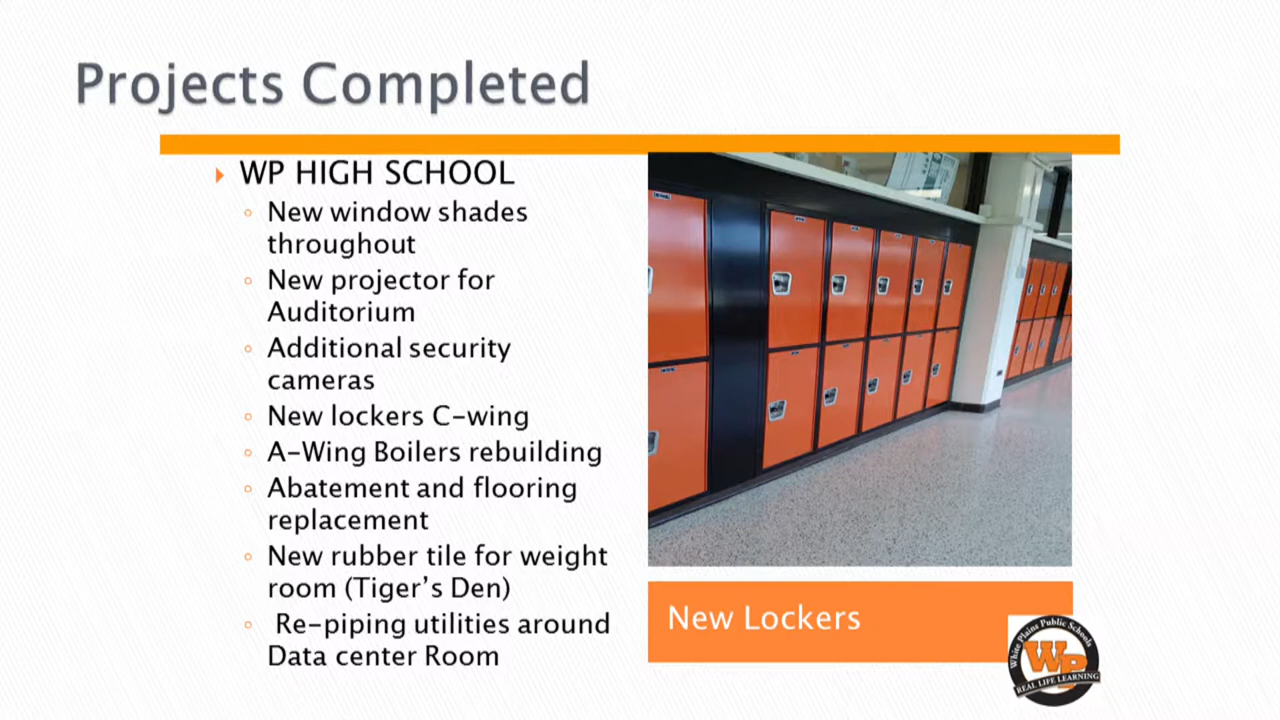 Projects Completed
WP HIGH SCHOOL
New window shades
throughout
New projector for
Auditorium
Additional security
cameras
New lockers C-wing
A-Wing Boilers rebuilding
Abatement and flooring
replacement
New rubber tile for weight
room (Tiger’s Den)
Re-piping utilities around
Data center Room
New Lockers
White Plains Public Schools
WP
REAL LIFE LEARNING